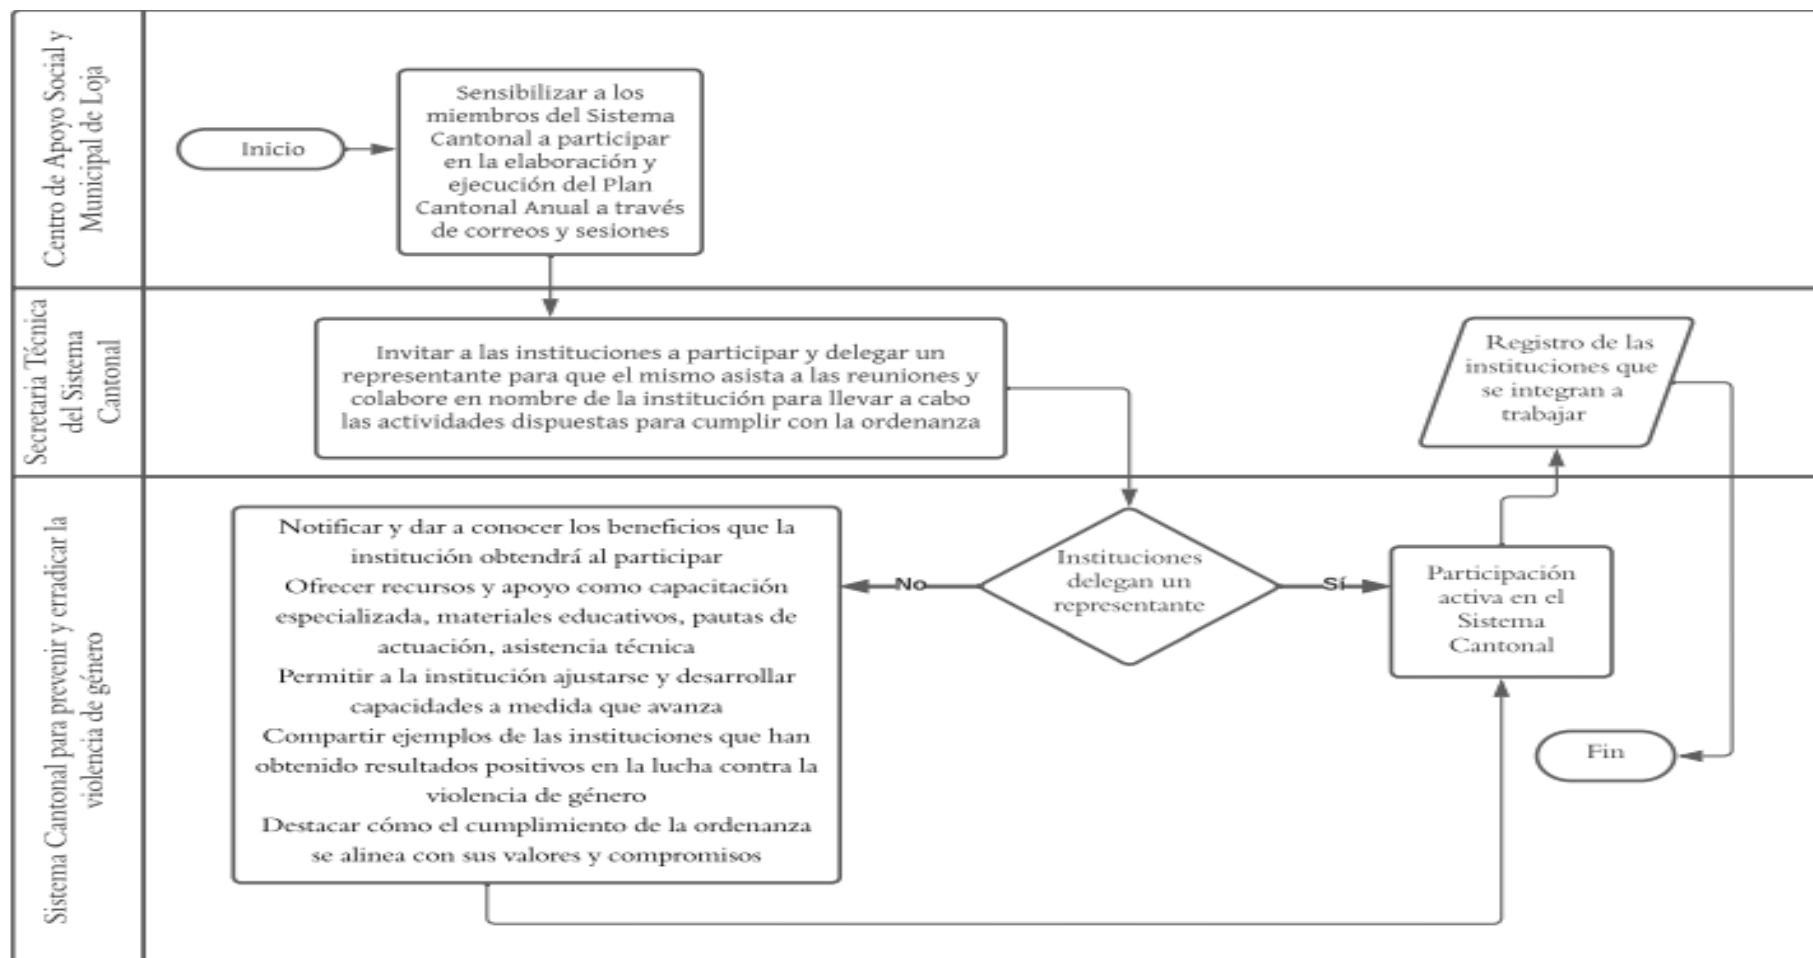 Centro de Apoyo Social y
Municipal de Loja
Inicio
Sensibilizar a los
miembros del Sistema
Cantonal a participar
en la elaboración y
ejecución del Plan
Cantonal Anual a través
de correos y sesiones
Secretaria Técnica
del Sistema
Cantonal
Invitar a las instituciones a participar y delegar un
representante para que el mismo asista a las reuniones y
colabore en nombre de la institución para llevar a cabo
las actividades dispuestas para cumplir con la ordenanza
Registro de las
instituciones que
se integran a
trabajar
Sistema Cantonal para prevenir y erradicar la
violencia de género
Notificar y dar a conocer los beneficios que la
institución obtendrá al participar
Ofrecer recursos y apoyo como capacitación
especializada, materiales educativos, pautas de
actuación, asistencia técnica
Permitir a la institución ajustarse y desarrollar
capacidades a medida que avanza
Compartir ejemplos de las instituciones que han
obtenido resultados positivos en la lucha contra la
violencia de género
Destacar cómo el cumplimiento de la ordenanza
se alinea con sus valores y compromisos
No
Instituciones
delegan un
representante
Sí
Participación
activa en el
Sistema
Cantonal
Fin